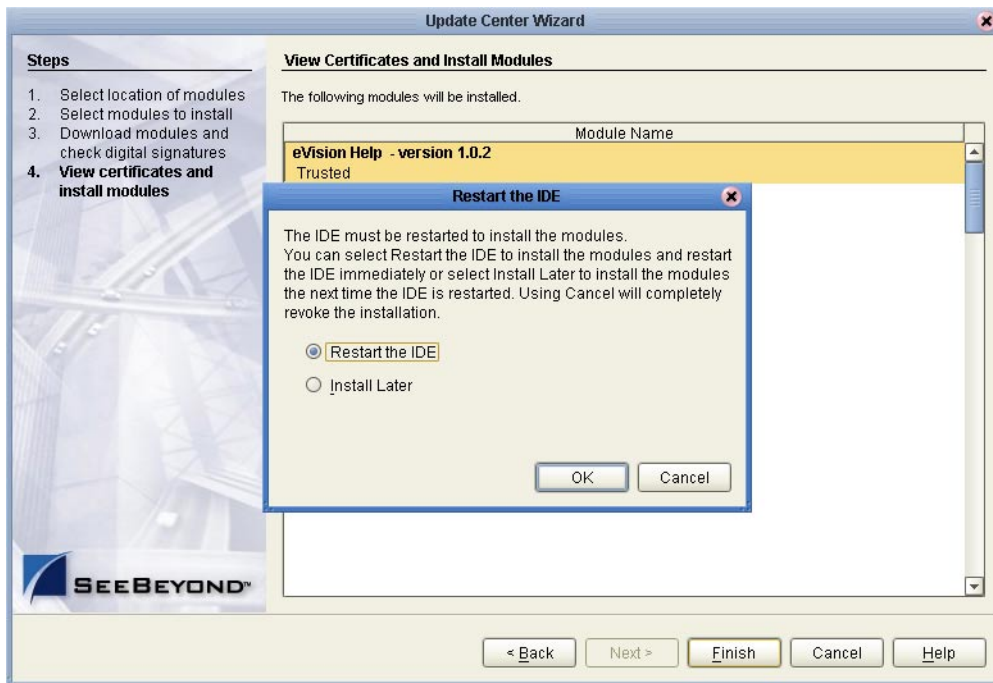 Update Center Wizard
Steps
1. Select location of modules
2. Select modules to install
3. Download modules and
check digital signatures
4. View certificates and
install modules
View Certificates and Install Modules
The following modules will be installed.
Module Name
eVision Help - version 1.0.2
Trusted
Restart the IDE
The IDE must be restarted to install the modules.
You can select Restart the IDE to install the modules and restart
the IDE immediately or select Install Later to install the modules
the next time the IDE is restarted. Using Cancel will completely
revoke the installation.
Restart the IDE
Install Later
OK
Cancel
SEEBEYOND™
< Back
Next >
Finish
Cancel
Help